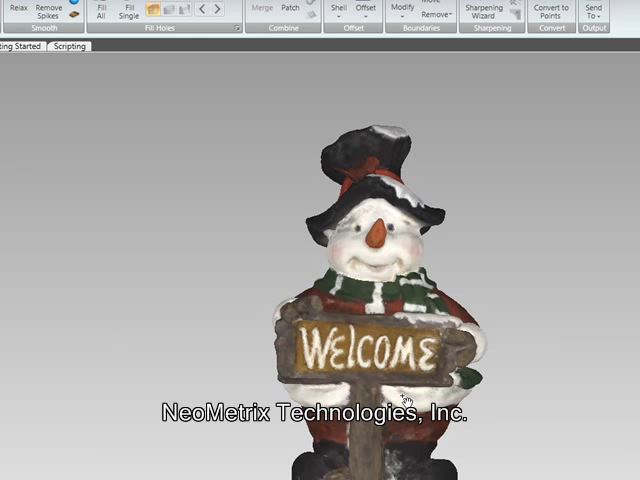 Relax Remove Spikes Fill All Fill Single Merge Patch Shell Offset Modify Move Remove Sharpening Wizard Convert to Points Send To
Smooth Fill Holes Combine Offset Boundaries Sharpening Convert Output
ting Started Scripting
WELCOME
NeoMetrix Technologies, Inc.